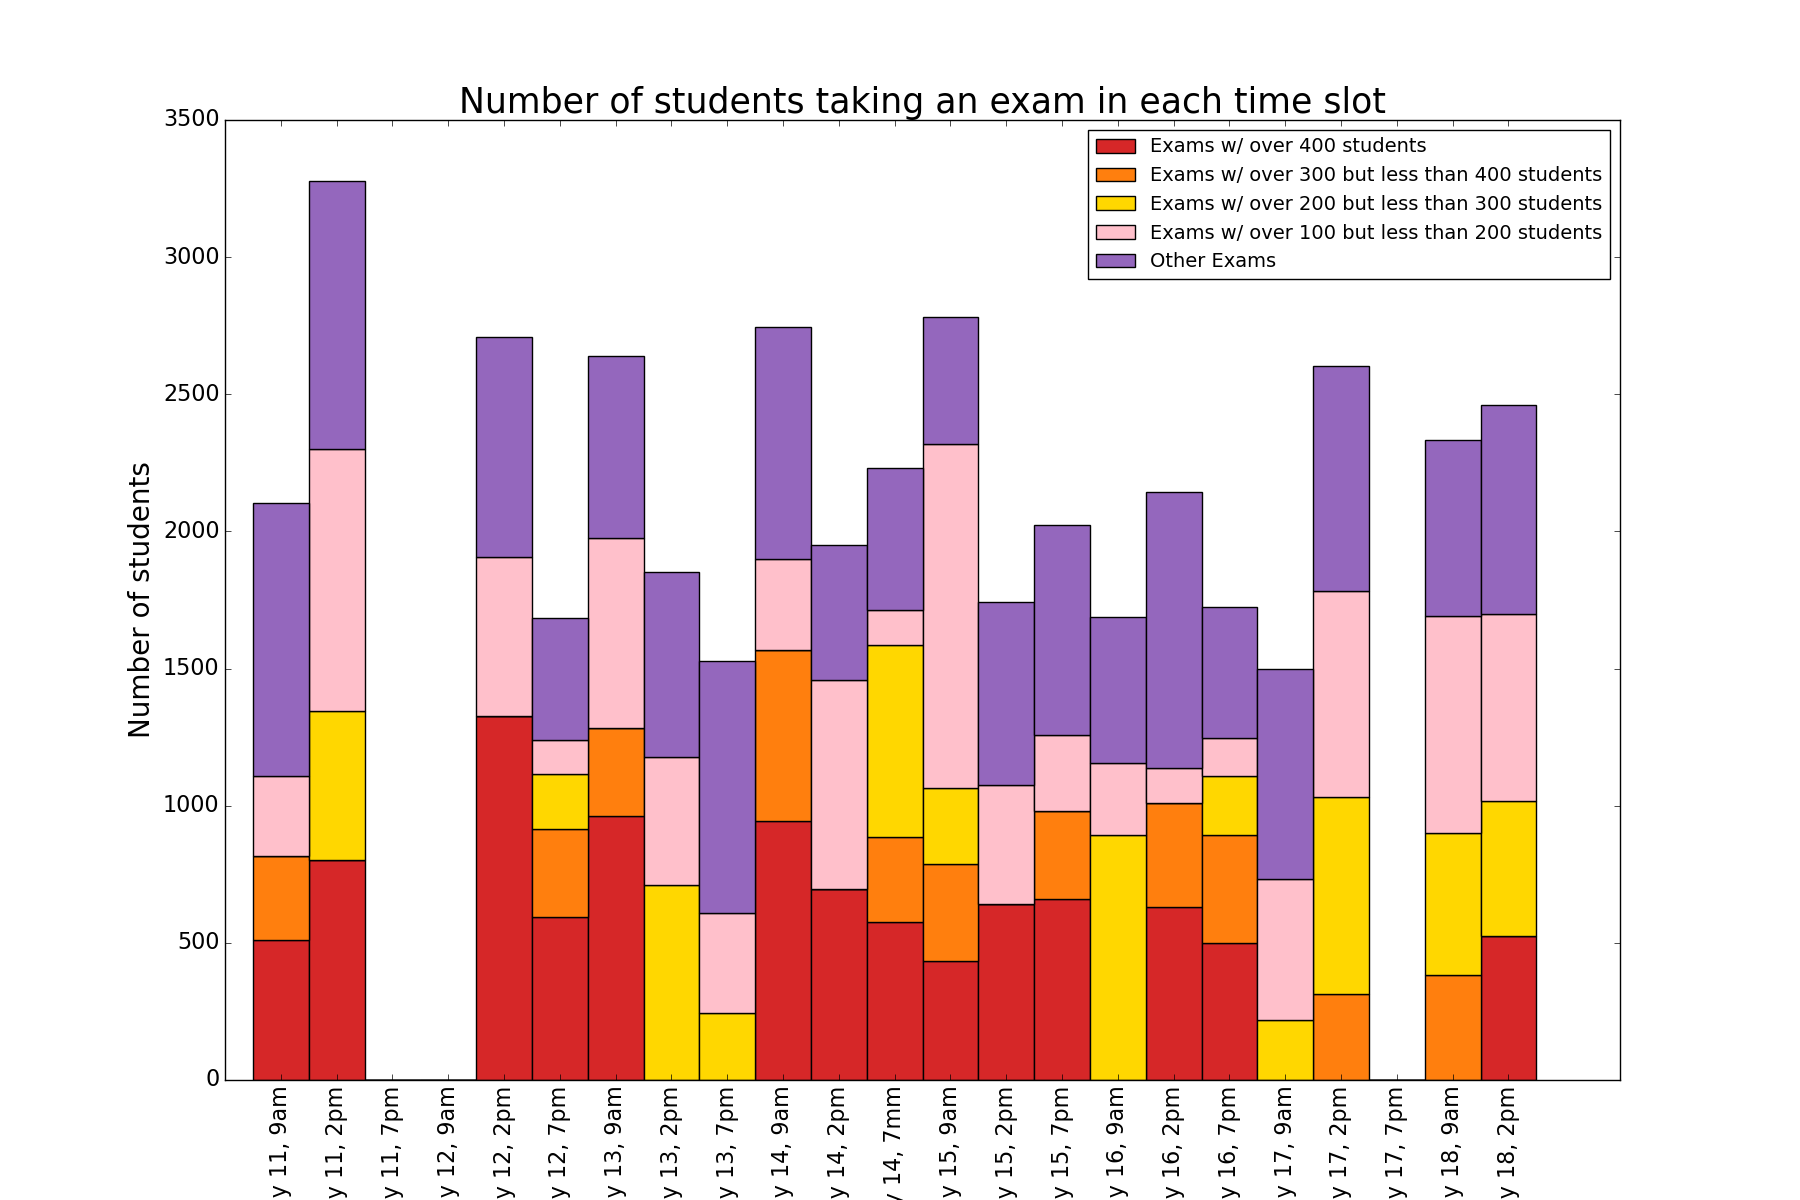 Number of students taking an exam in each time slot
3500
3000
2500
2000
1500
1000
500
0
Number of students
Exams w/ over 400 students
Exams w/ over 300 but less than 400 students
Exams w/ over 200 but less than 300 students
Exams w/ over 100 but less than 200 students
Other Exams
y 11, 9am
y 11, 2pm
y 11, 7pm
y 12, 9am
y 12, 2pm
y 12, 7pm
y 13, 9am
y 13, 2pm
y 13, 7pm
y 14, 9am
y 14, 2pm
y 14, 7mm
y 15, 9am
y 15, 2pm
y 15, 7pm
y 16, 9am
y 16, 2pm
y 16, 7pm
y 17, 9am
y 17, 2pm
y 17, 7pm
y 18, 9am
y 18, 2pm